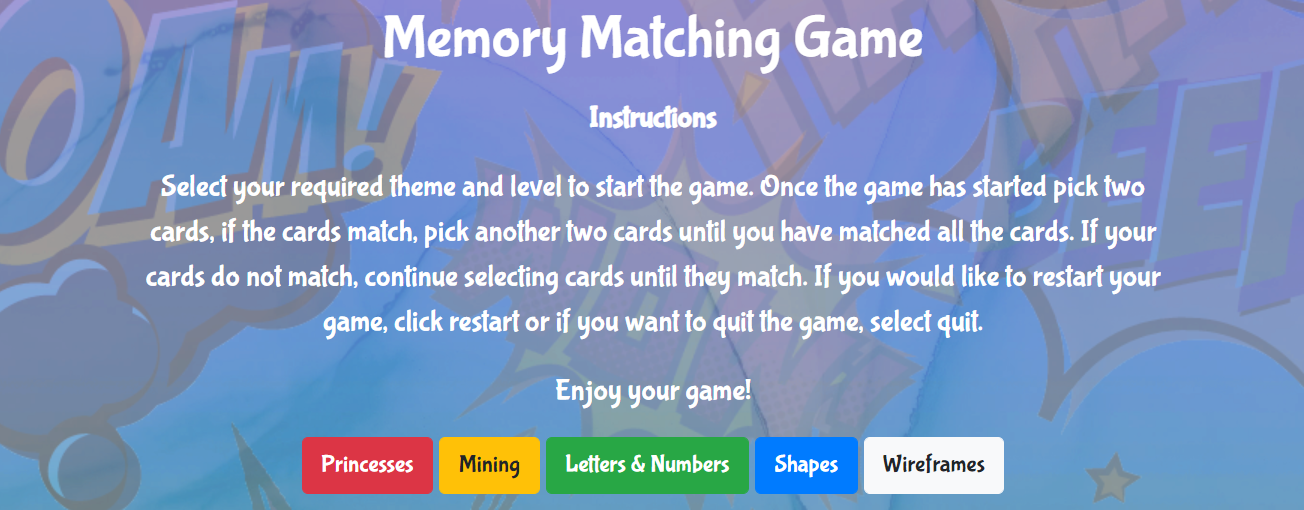 Memory Matching Game
Instructions
Select your required theme and level to start the game. Once the game has started pick two
cards, if the cards match, pick another two cards until you have matched all the cards. If your
cards do not match, continue selecting cards until they match. If you would like to restart your
game, click restart or if you want to quit the game, select quit.
Enjoy your game!
Princesses
Mining
Letters & Numbers
Shapes
Wireframes